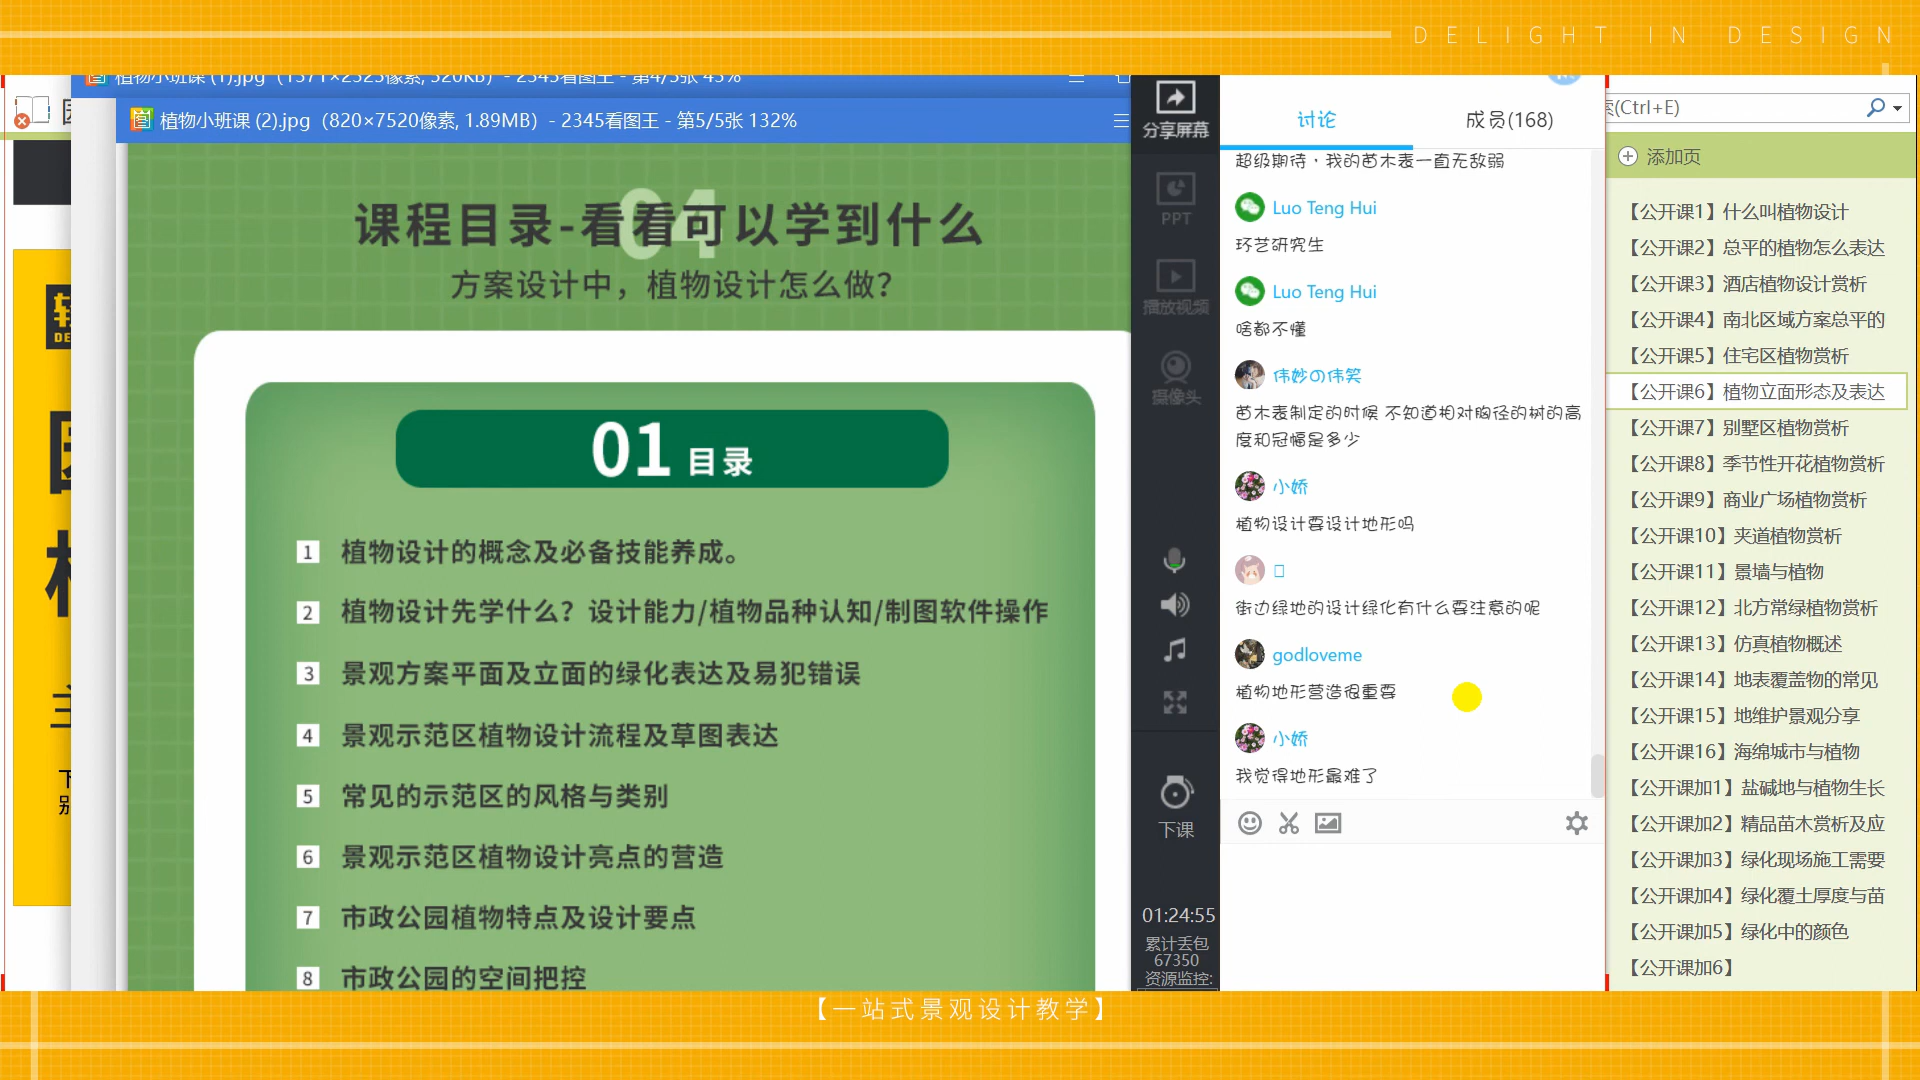 DELIGHT IN DESIGN
植物小班课 (1).jpg（1371×2525像素, 520KB）- 2345看图王 - 第4/5张 45%
植物小班课 (2).jpg（820×7520像素, 1.89MB）- 2345看图王 - 第5/5张 132%
04
课程目录-看看可以学到什么
方案设计中，植物设计怎么做？
01 目录
1 植物设计的概念及必备技能养成。
2 植物设计先学什么？设计能力/植物品种认知/制图软件操作
3 景观方案平面及立面的绿化表达及易犯错误
4 景观示范区植物设计流程及草图表达
5 常见的示范区的风格与类别
6 景观示范区植物设计亮点的营造
7 市政公园植物特点及设计要点
8 市政公园的空间把控
分享屏幕
PPT
播放视频
摄像头
下课
01:24:55
累计丢包
67350
资源监控:
讨论
成员(168)
超级期待，我的苗木表一直无敌弱
Luo Teng Hui
环艺研究生
Luo Teng Hui
啥都不懂
伟妙の伟笑
苗木表制定的时候 不知道相对胸径的树的高
度和冠幅是多少
小娇
植物设计要设计地形吗
街边绿地的设计绿化有什么要注意的呢
godloveme
植物地形营造很重要
小娇
我觉得地形最难了
(Ctrl+E)
添加页
【公开课1】什么叫植物设计
【公开课2】总平的植物怎么表达
【公开课3】酒店植物设计赏析
【公开课4】南北区域方案总平的
【公开课5】住宅区植物赏析
【公开课6】植物立面形态及表达
【公开课7】别墅区植物赏析
【公开课8】季节性开花植物赏析
【公开课9】商业广场植物赏析
【公开课10】夹道植物赏析
【公开课11】景墙与植物
【公开课12】北方常绿植物赏析
【公开课13】仿真植物概述
【公开课14】地表覆盖物的常见
【公开课15】地维护景观分享
【公开课16】海绵城市与植物
【公开课加1】盐碱地与植物生长
【公开课加2】精品苗木赏析及应
【公开课加3】绿化现场施工需要
【公开课加4】绿化覆土厚度与苗
【公开课加5】绿化中的颜色
【公开课加6】
【一站式景观设计教学】